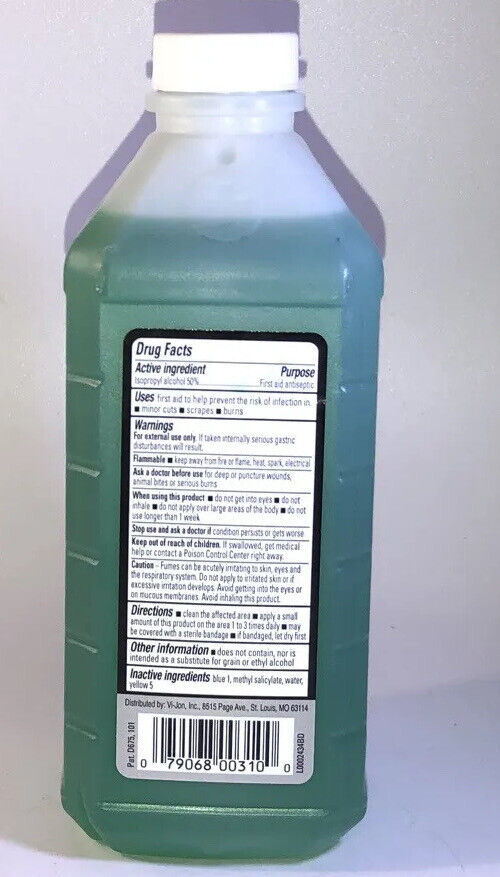 Drug Facts
Active ingredient Purpose
Isopropyl alcohol 50% First aid antiseptic
Uses first aid to help prevent the risk of infection in:
■ minor cuts ■ scrapes ■ burns
Warnings
For external use only. If taken internally serious gastric
disturbances will result.
Flammable ■ keep away from fire or flame, heat, spark, electrical
Ask a doctor before use for deep or puncture wounds,
animal bites or serious burns
When using this product ■ do not get into eyes ■ do not
inhale ■ do not apply over large areas of the body ■ do not
use longer than 1 week
Stop use and ask a doctor if condition persists or gets worse
Keep out of reach of children. If swallowed, get medical
help or contact a Poison Control Center right away.
Caution – Fumes can be acutely irritating to skin, eyes and
the respiratory system. Do not apply to irritated skin or if
excessive irritation develops. Avoid getting into the eyes or
on mucous membranes. Avoid inhaling this product.
Directions ■ clean the affected area ■ apply a small
amount of this product on the area 1 to 3 times daily ■ may
be covered with a sterile bandage ■ if bandaged, let dry first
Other information ■ does not contain, nor is
intended as a substitute for grain or ethyl alcohol
Inactive ingredients blue 1, methyl salicylate, water,
yellow 5
Distributed by: Vi-Jon, Inc., 8515 Page Ave., St. Louis, MO 63114
Pat. D675,101
0 79068 00310 0
L0002434BD